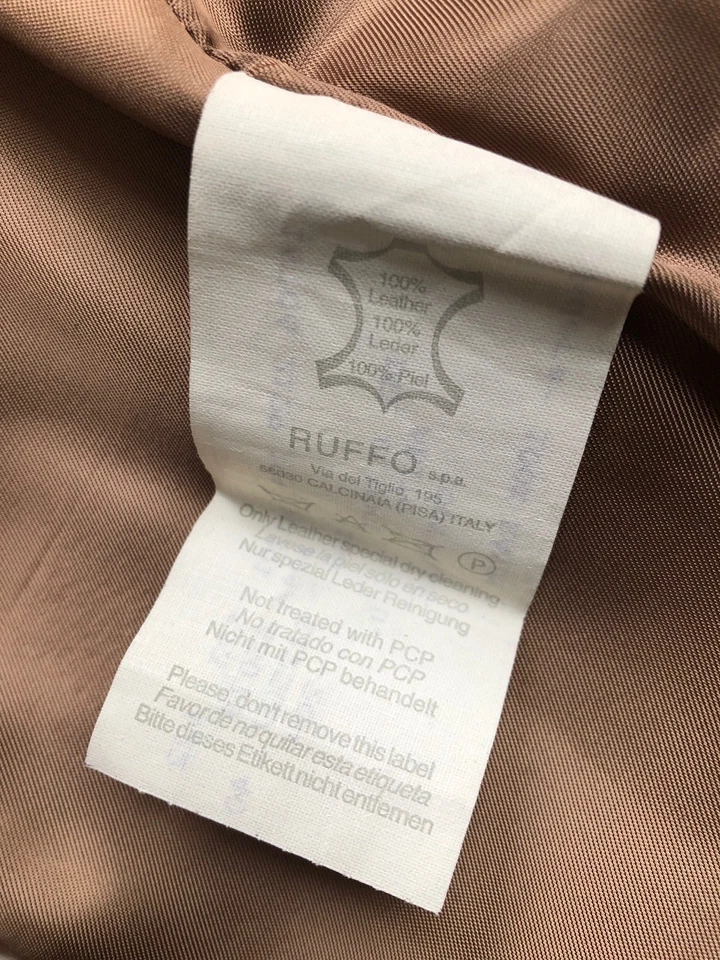 100%
Leather
100%
Leder
100% Piel
RUFFO s.p.a.
Via del Tiglio, 195
56030 CALCINAIA (PISA) ITALY
P
Only Leather special dry cleaning
Lavese la piel solo en seco
Nur spezial Leder Reinigung
Not treated with PCP
No tratado con PCP
Nicht mit PCP behandelt
Please, don't remove this label
Favor de no quitar esta etiqueta
Bitte dieses Etikett nicht entfernen